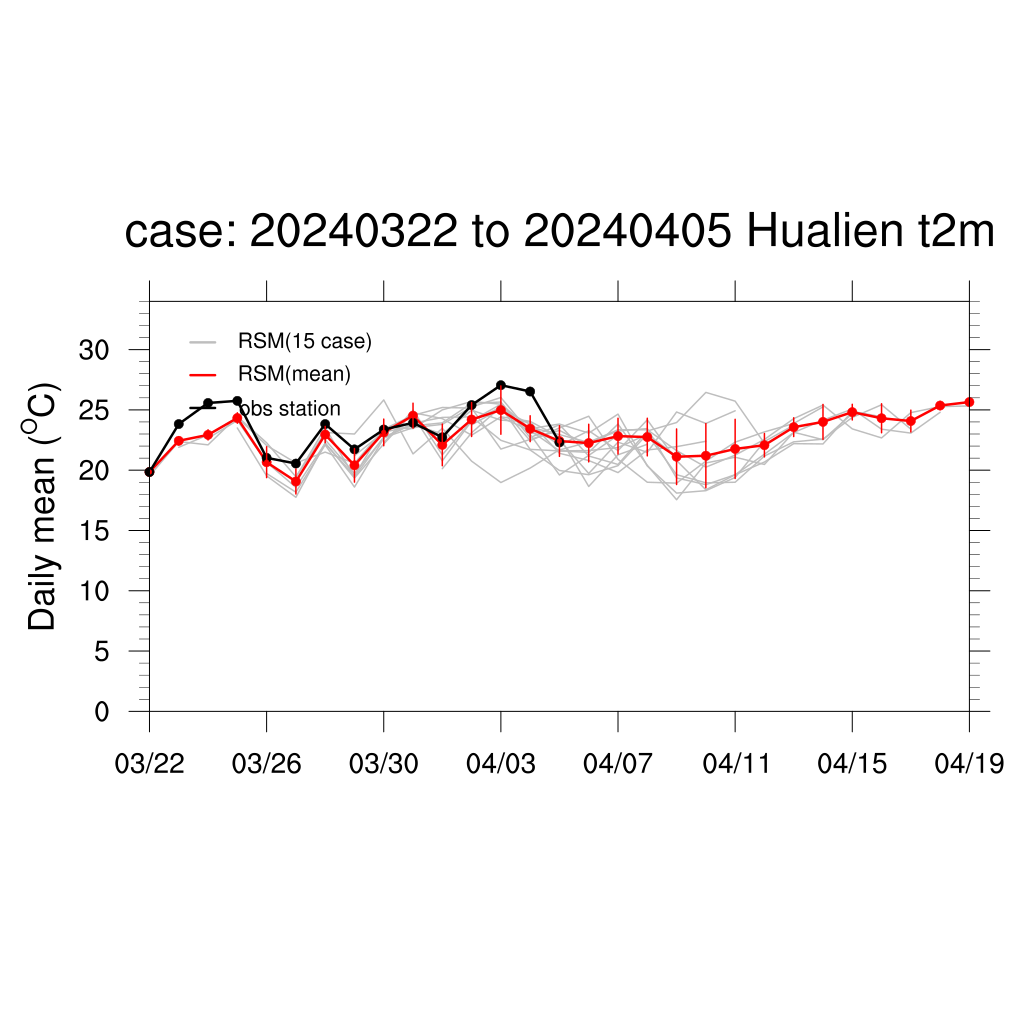 case: 20240322 to 20240405 Hualien t2m
RSM(15 case)
RSM(mean)
obs station
Daily mean (°C)
30
25
20
15
10
5
0
03/22 03/26 03/30 04/03 04/07 04/11 04/15 04/19